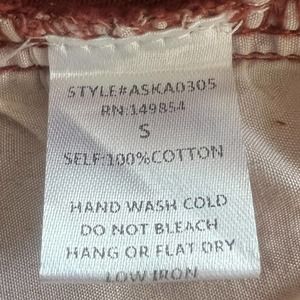 STYLE#ASKA0305
RN:149854
S
SELF:100%COTTON
HAND WASH COLD
DO NOT BLEACH
HANG OR FLAT DRY
LOW IRON